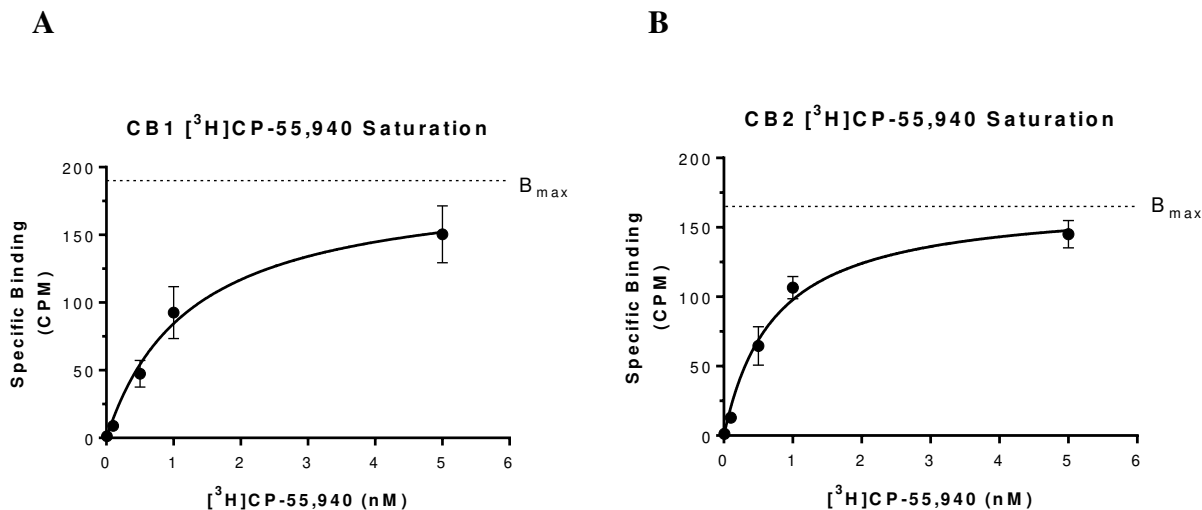 A
B
CB1 [³H]CP-55,940 Saturation
200
150
100
50
0
Specific Binding
(CPM)
B_max
0 1 2 3 4 5 6
[³H]CP-55,940 (nM)
CB2 [³H]CP-55,940 Saturation
200
150
100
50
0
Specific Binding
(CPM)
B_max
0 1 2 3 4 5 6
[³H]CP-55,940 (nM)